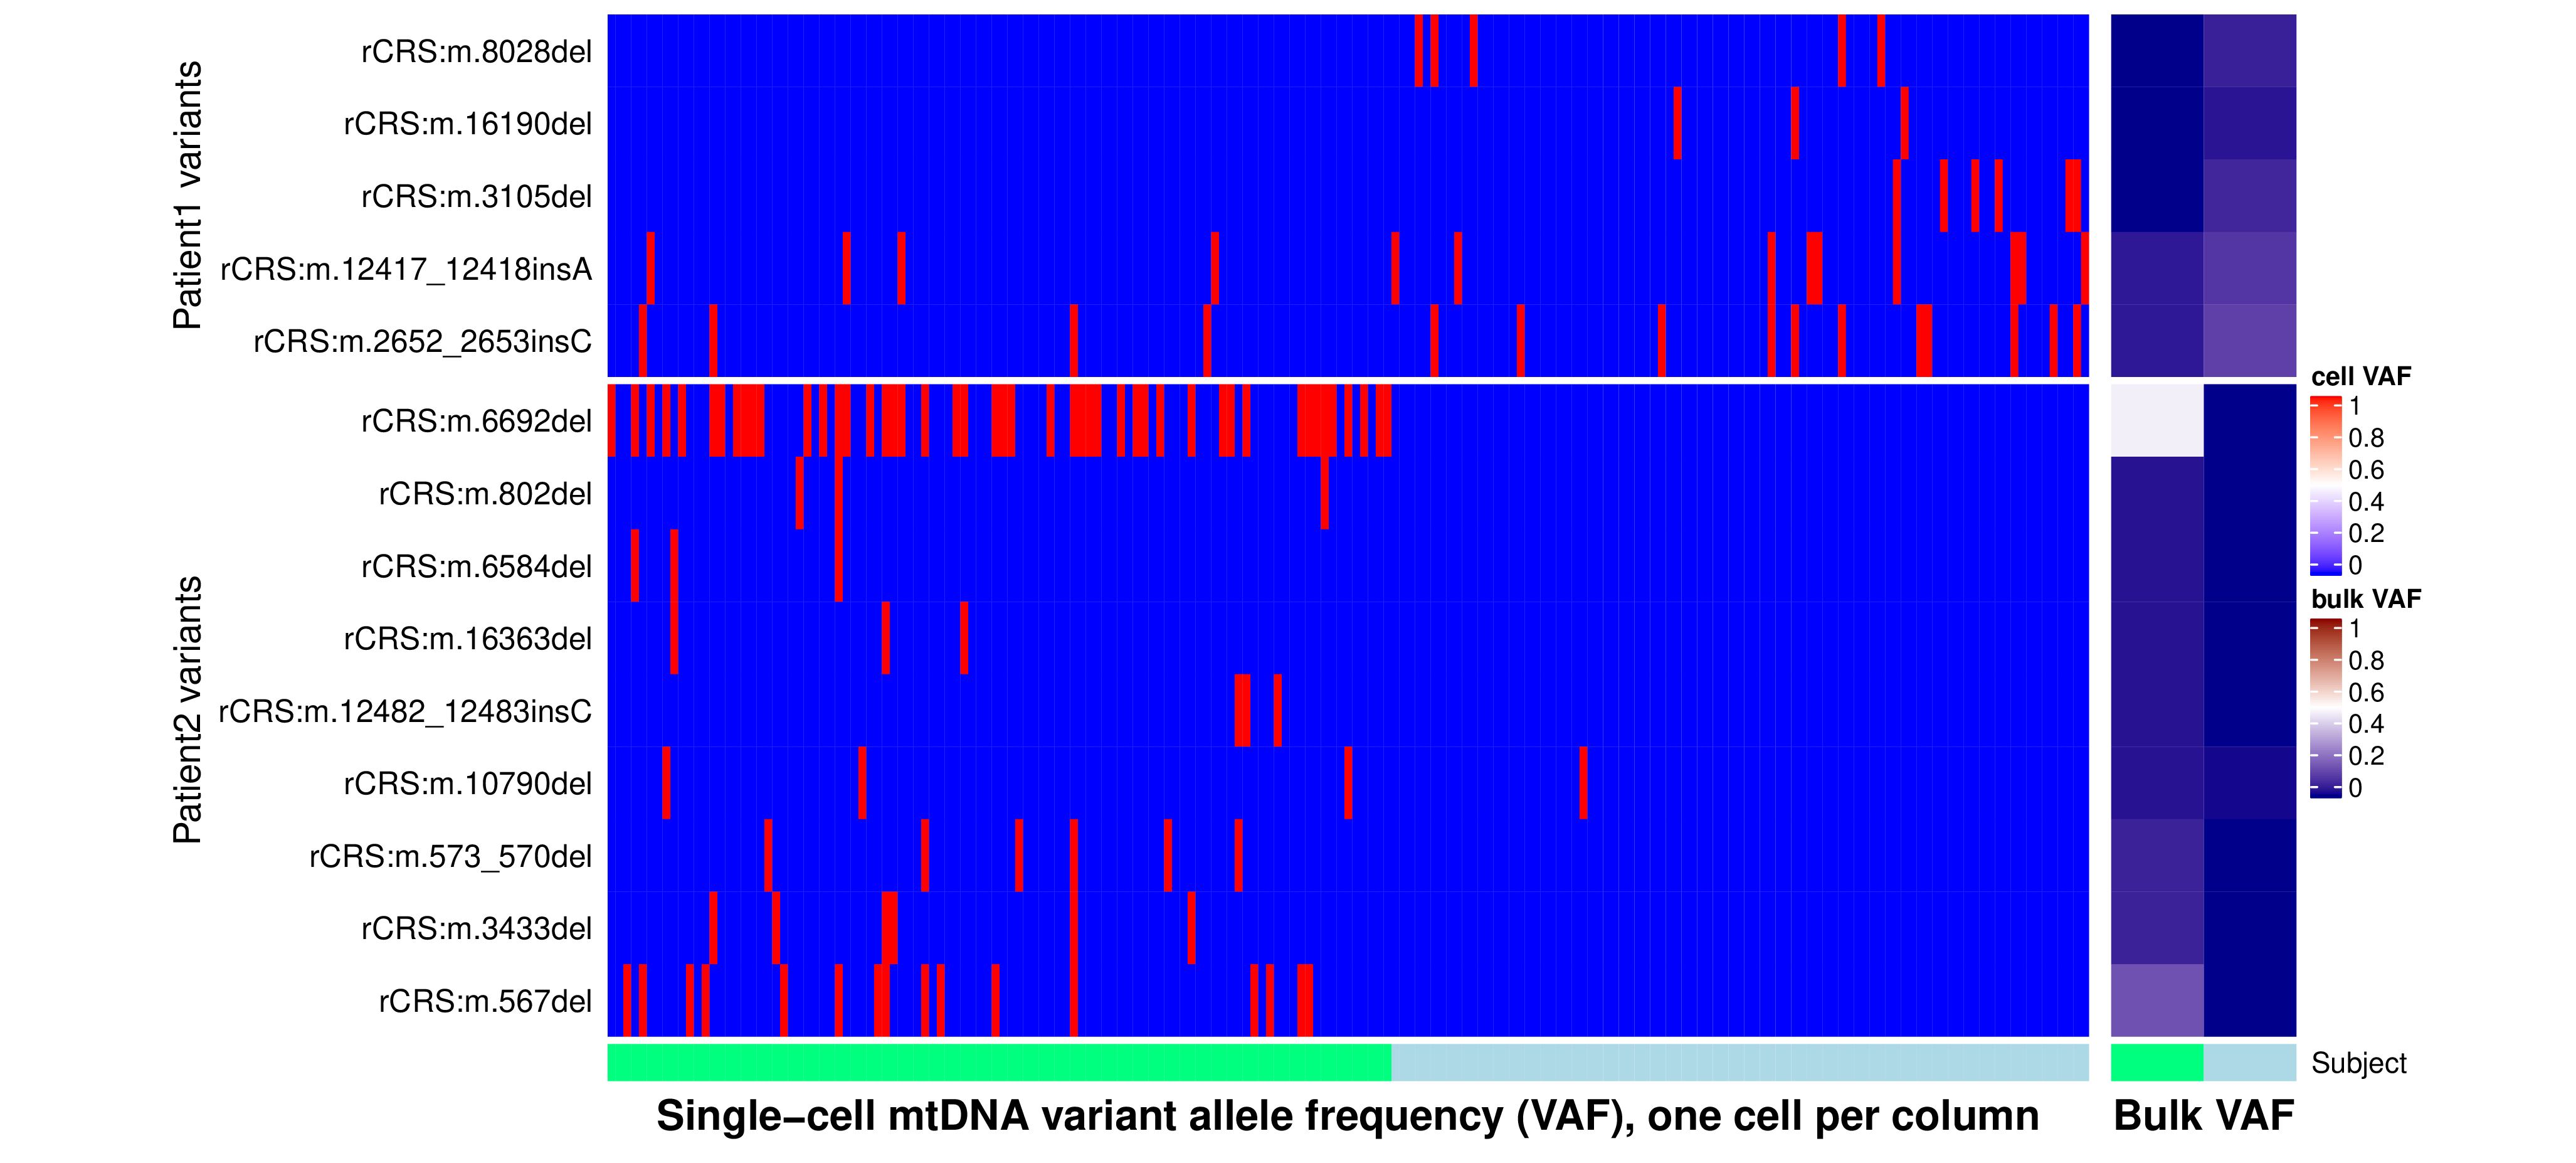 Patient1 variants
rCRS:m.8028del
rCRS:m.16190del
rCRS:m.3105del
rCRS:m.12417_12418insA
rCRS:m.2652_2653insC
Patient2 variants
rCRS:m.6692del
rCRS:m.802del
rCRS:m.6584del
rCRS:m.16363del
rCRS:m.12482_12483insC
rCRS:m.10790del
rCRS:m.573_570del
rCRS:m.3433del
rCRS:m.567del
cell VAF
1
0.8
0.6
0.4
0.2
0
bulk VAF
1
0.8
0.6
0.4
0.2
0
Subject
Single−cell mtDNA variant allele frequency (VAF), one cell per column
Bulk VAF